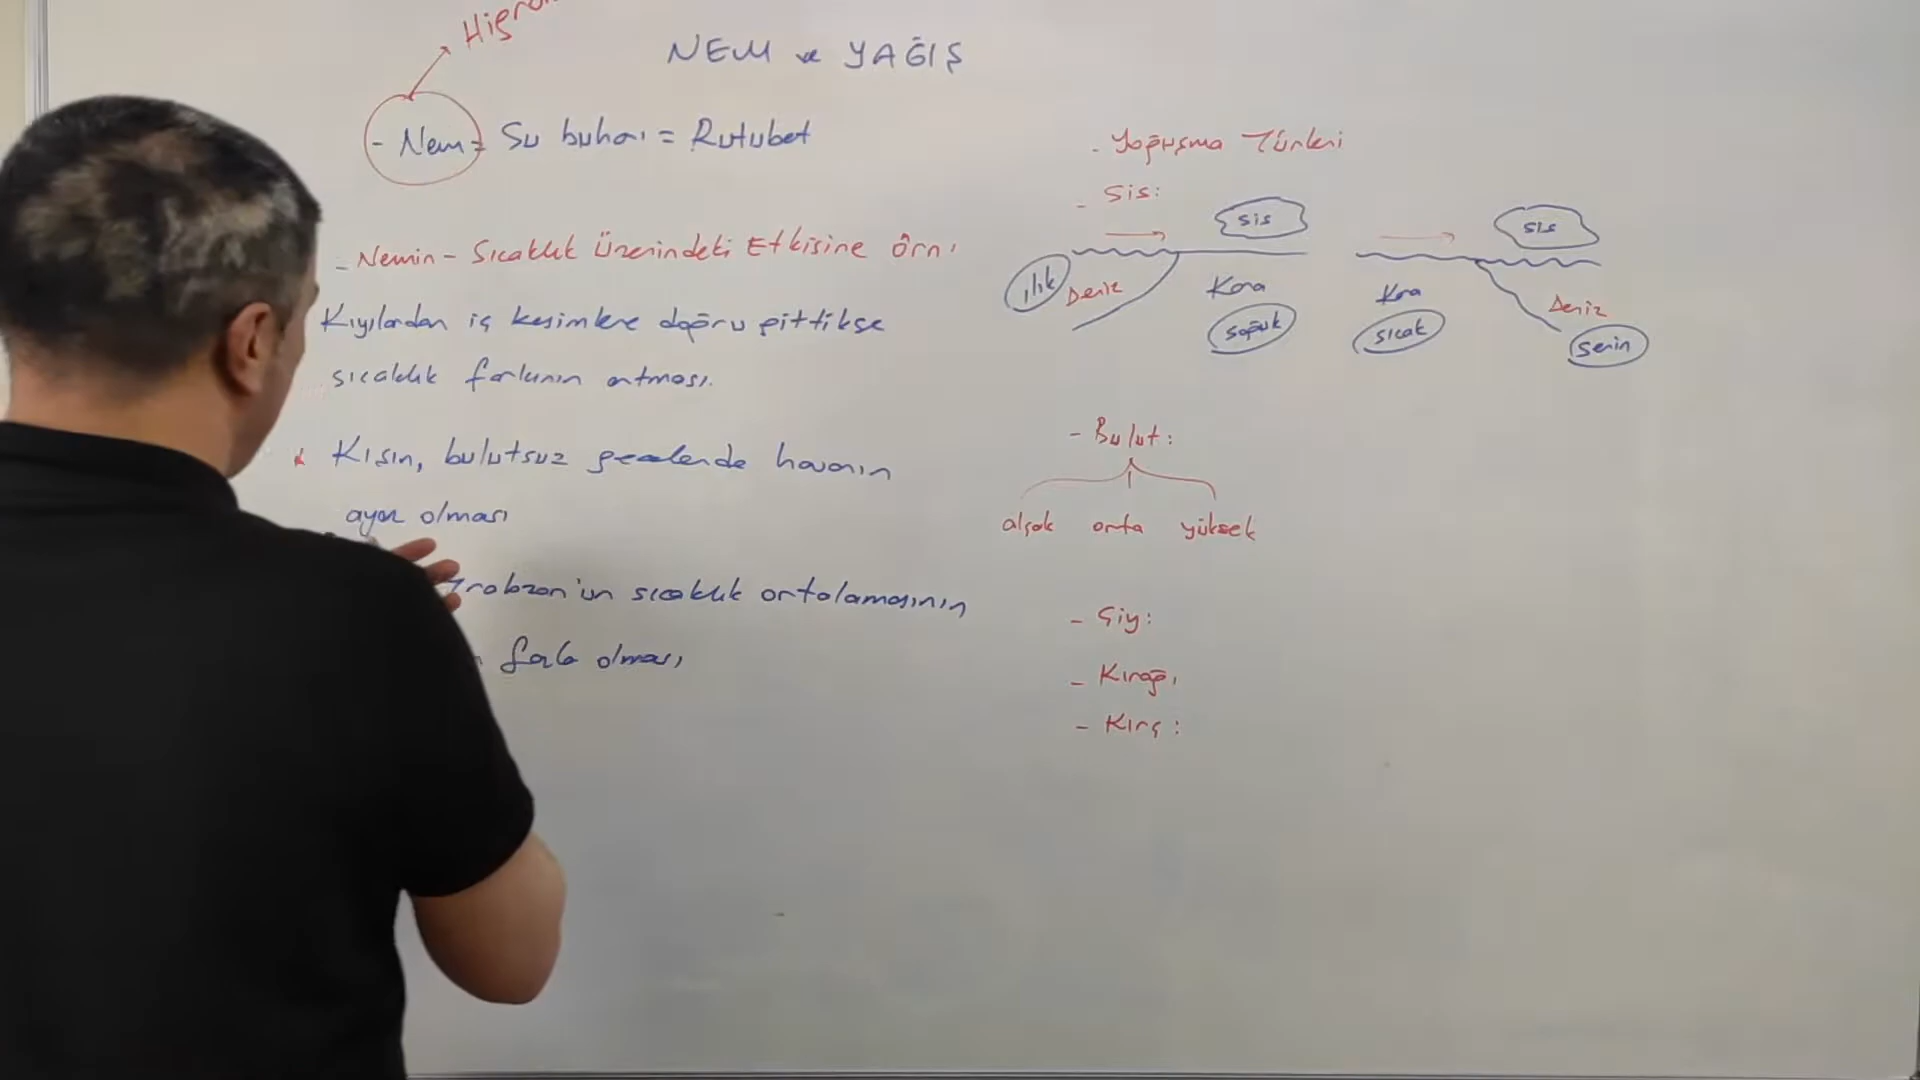 NEM ve YAĞIŞ
- Nem = Su buharı = Rutubet
- Nemin - Sıcaklık Üzerindeki Etkisine Örn:
Kıyılardan iç kesimlere doğru gittikçe
sıcaklık farkının artması.
Kışın, bulutsuz gecelerde havanın
ayaz olması
Trabzon'un sıcaklık ortalamasının
fazla olması
- Yoğuşma Türleri
- Sis:
sis
ılık Deniz
Kara
soğuk
sis
Kara
sıcak
Deniz
serin
- Bulut:
alçak orta yüksek
- Çiy:
- Kırağı
- Kırç: